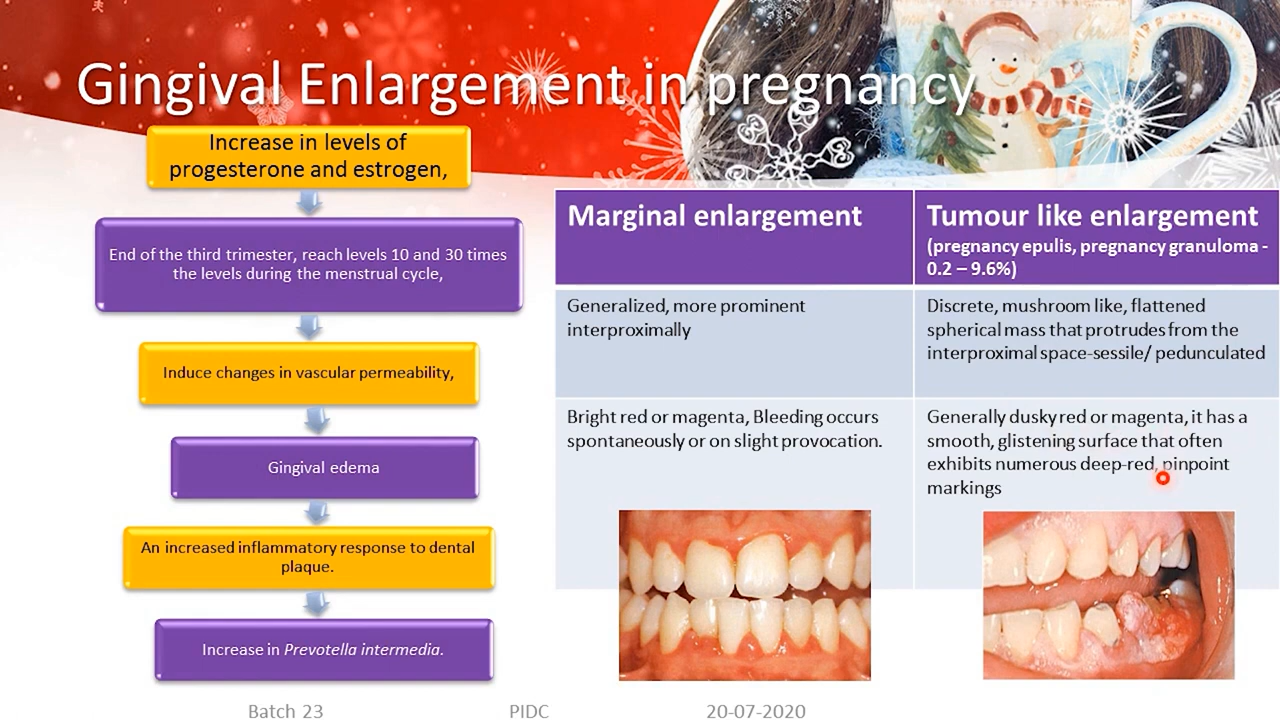 Gingival Enlargement in pregnancy
Increase in levels of
progesterone and estrogen,
End of the third trimester, reach levels 10 and 30 times
the levels during the menstrual cycle,
Induce changes in vascular permeability,
Gingival edema
An increased inflammatory response to dental
plaque.
Increase in Prevotella intermedia.
Marginal enlargement
Tumour like enlargement
(pregnancy epulis, pregnancy granuloma -
0.2 – 9.6%)
Generalized, more prominent
interproximally
Discrete, mushroom like, flattened
spherical mass that protrudes from the
interproximal space-sessile/ pedunculated
Bright red or magenta, Bleeding occurs
spontaneously or on slight provocation.
Generally dusky red or magenta, it has a
smooth, glistening surface that often
exhibits numerous deep-red, pinpoint
markings
Batch 23
PIDC
20-07-2020